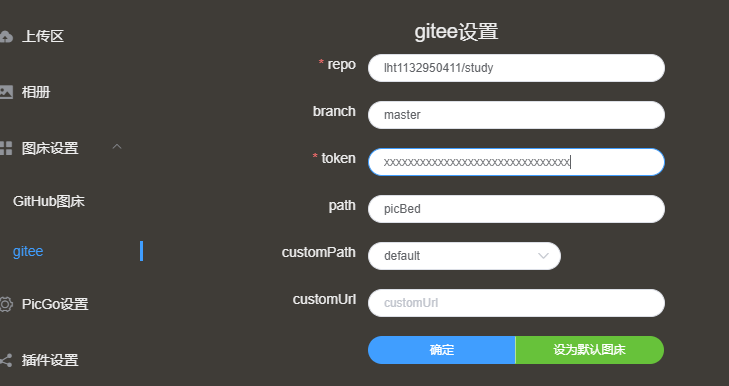 gitee设置
上传区
相册
图床设置
GitHub图床
gitee
PicGo设置
插件设置
* repo
lht1132950411/study
branch
master
* token
xxxxxxxxxxxxxxxxxxxxxxxxxxxxxxx
path
picBed
customPath
default
customUrl
customUrl
确定
设为默认图床